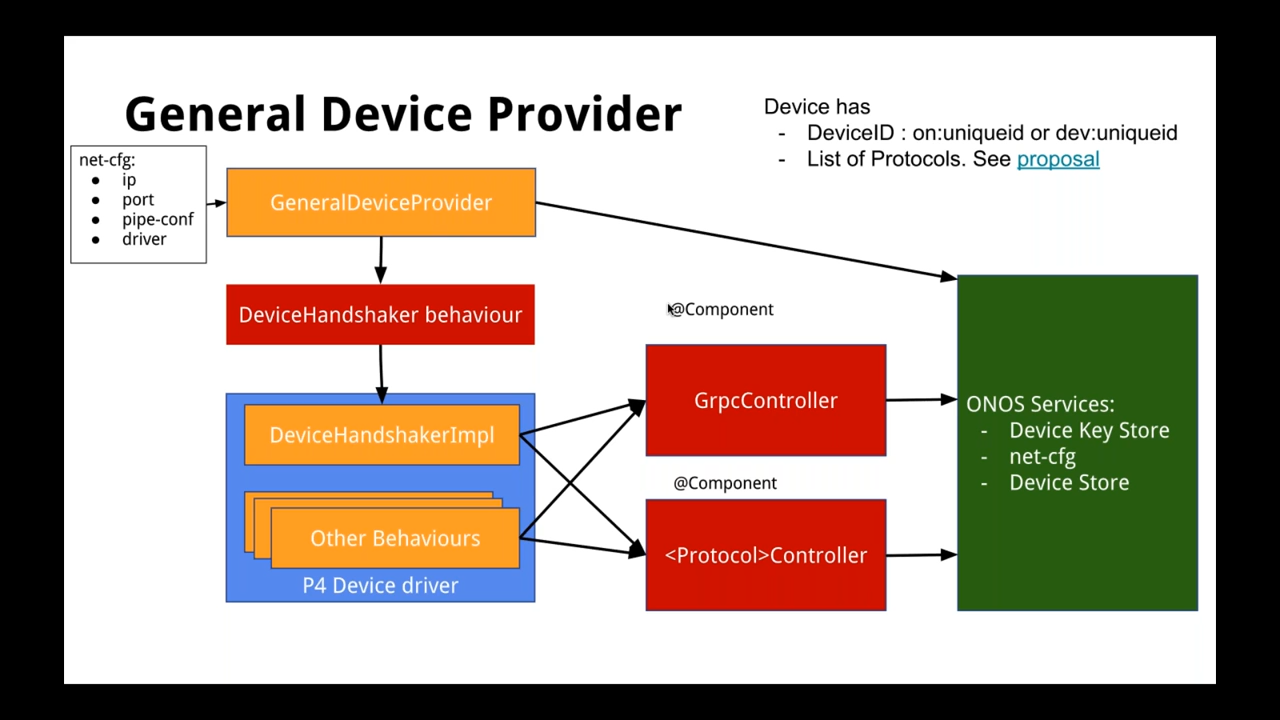 General Device Provider
Device has
- DeviceID : on:uniqueid or dev:uniqueid
- List of Protocols. See proposal
net-cfg:
● ip
● port
● pipe-conf
● driver
GeneralDeviceProvider
DeviceHandshaker behaviour
@Component
GrpcController
DeviceHandshakerImpl
Other Behaviours
P4 Device driver
@Component
<Protocol>Controller
ONOS Services:
- Device Key Store
- net-cfg
- Device Store